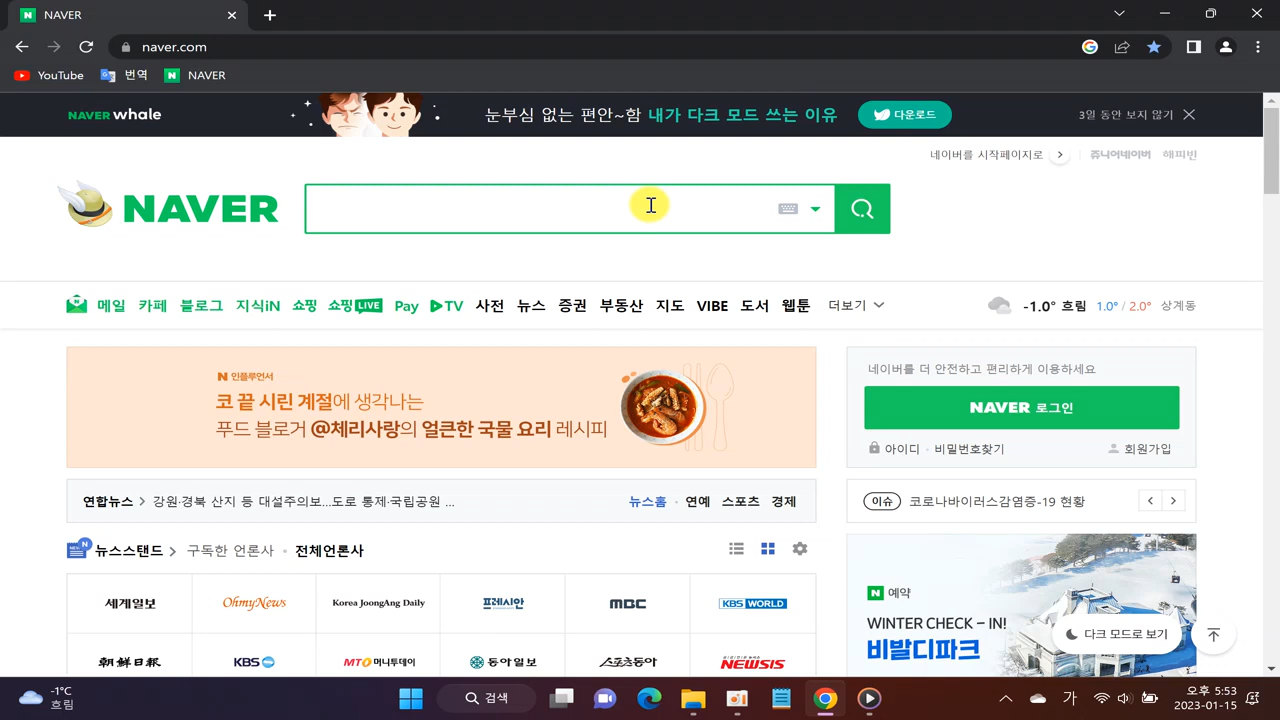 NAVER
naver.com
YouTube
번역
NAVER
NAVER whale
눈부심 없는 편안~함 내가 다크 모드 쓰는 이유
다운로드
3일 동안 보지 않기
네이버를 시작페이지로
쥬니어네이버
해피빈
NAVER
메일 카페 블로그 지식iN 쇼핑 쇼핑LIVE Pay TV 사전 뉴스 증권 부동산 지도 VIBE 도서 웹툰 더보기
-1.0° 흐림 1.0° / 2.0° 상계동
N 인플루언서
코 끝 시린 계절에 생각나는
푸드 블로거 @체리사랑의 얼큰한 국물 요리 레시피
네이버를 더 안전하고 편리하게 이용하세요
NAVER 로그인
아이디 · 비밀번호찾기
회원가입
연합뉴스 > 강원·경북 산지 등 대설주의보...도로 통제·국립공원 ...
뉴스홈 · 연예 스포츠 경제
이슈 코로나바이러스감염증-19 현황
뉴스스탠드 > 구독한 언론사 · 전체언론사
세계일보 OhmyNews Korea JoongAng Daily 프레시안 MBC KBS WORLD
朝鮮日報 KBS MT 머니투데이 동아일보 스포츠동아 NEWSIS
N 예약
WINTER CHECK – IN!
비발디파크
다크 모드로 보기
-1°C
흐림
검색
가
오후 5:53
2023-01-15